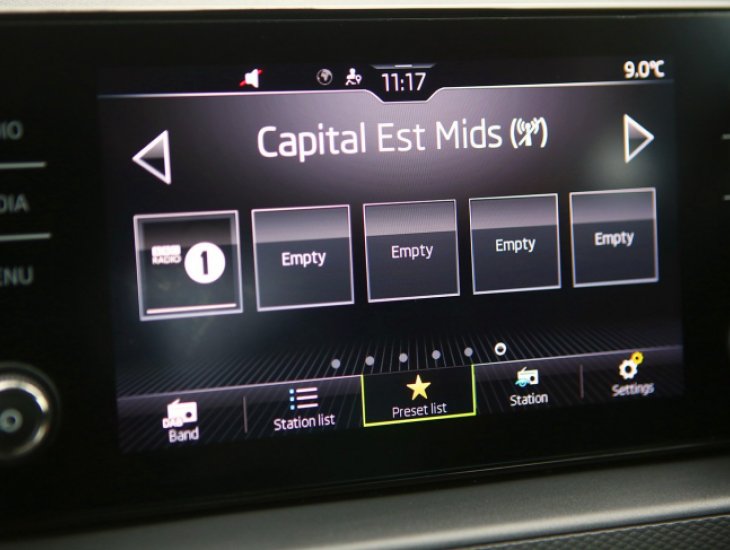 11:17
9.0°C
Capital Est Mids
RADIO
1
Empty
Empty
Empty
Empty
DAB
Band
Station list
Preset list
Station
Settings